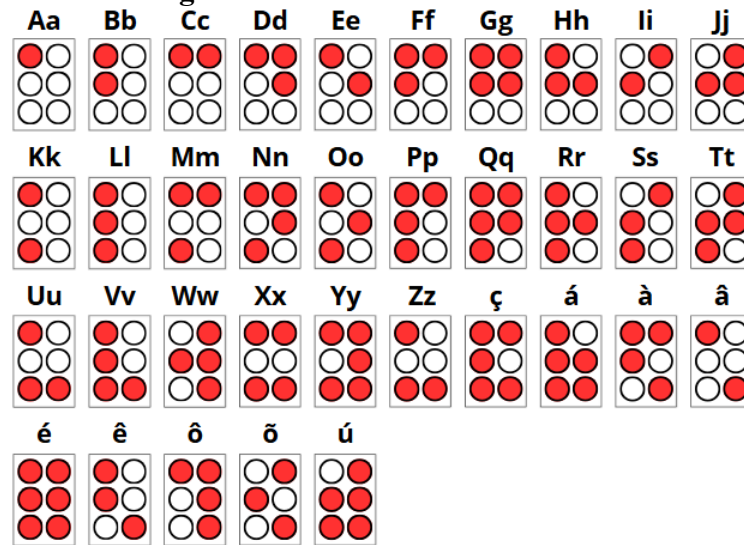 Aa Bb Cc Dd Ee Ff Gg Hh Ii Jj
Kk Ll Mm Nn Oo Pp Qq Rr Ss Tt
Uu Vv Ww Xx Yy Zz ç á à â
é ê ô õ ú